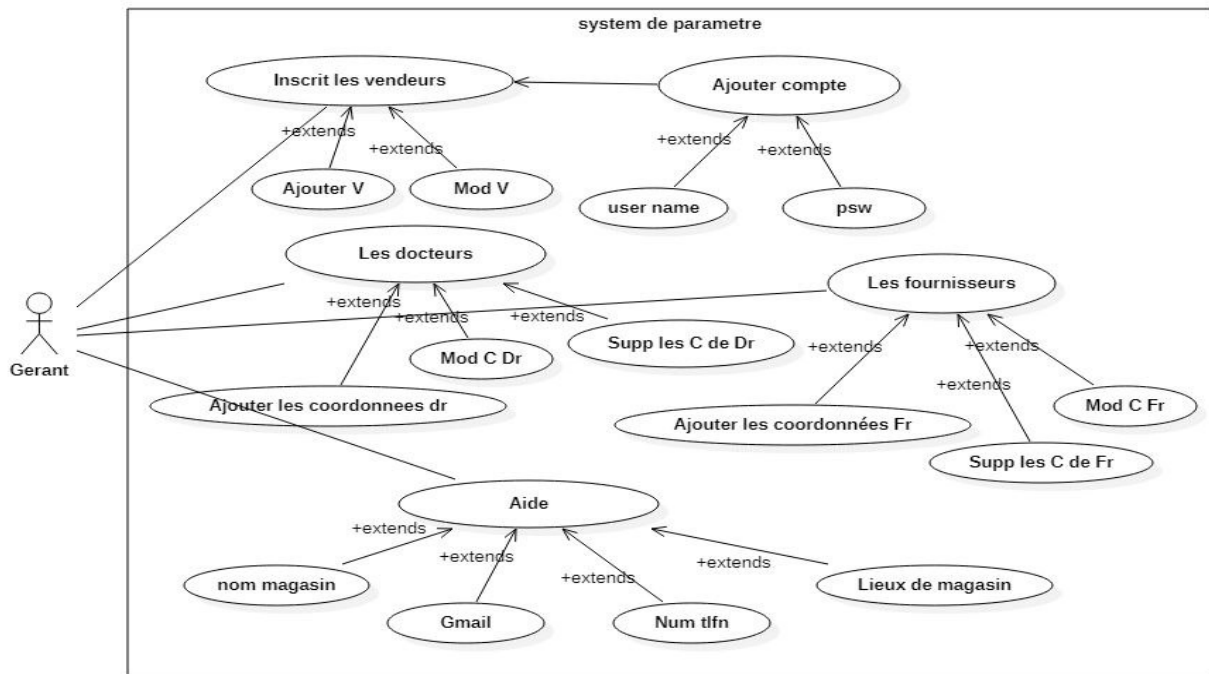 system de parametre
Inscrit les vendeurs
Ajouter compte
+extends
+extends
+extends
+extends
Ajouter V
Mod V
user name
psw
Les docteurs
Les fournisseurs
+extends
+extends
+extends
Supp les C de Dr
Mod C Dr
Ajouter les coordonnees dr
+extends
+extends
+extends
Mod C Fr
Ajouter les coordonnées Fr
Supp les C de Fr
Gerant
Aide
+extends
+extends
+extends
+extends
nom magasin
Gmail
Num tlfn
Lieux de magasin